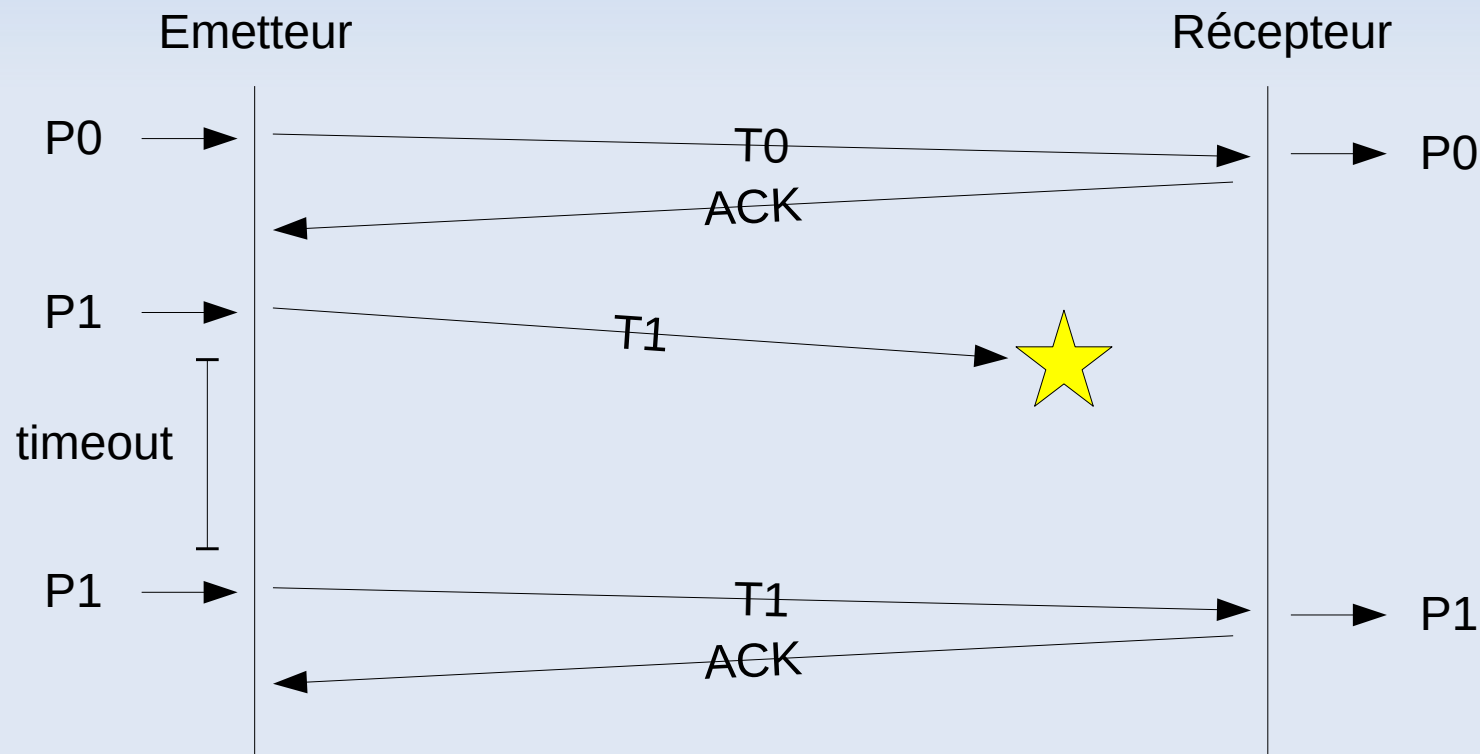 Emetteur Récepteur
P0 T0 P0
ACK
P1 T1
timeout
P1 T1 P1
ACK